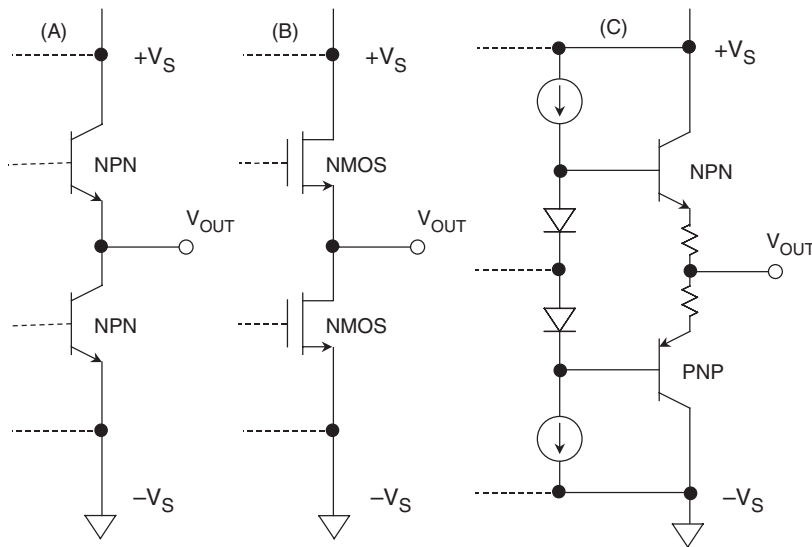 (A)
+VS
NPN
VOUT
NPN
–VS
(B)
+VS
NMOS
VOUT
NMOS
–VS
(C)
+VS
NPN
VOUT
PNP
–VS